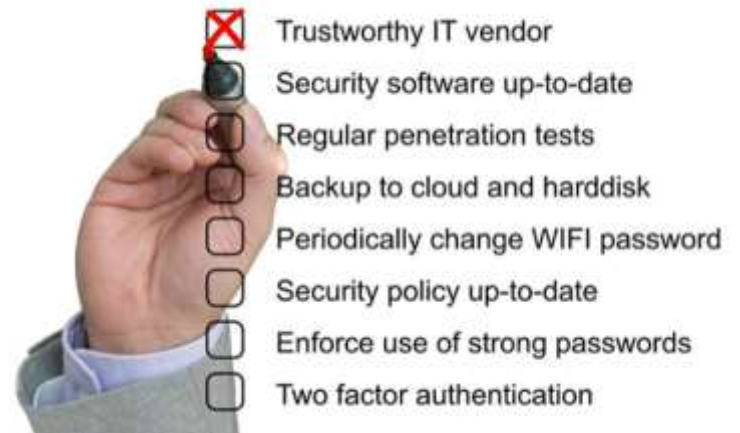 Trustworthy IT vendor
Security software up-to-date
Regular penetration tests
Backup to cloud and harddisk
Periodically change WIFI password
Security policy up-to-date
Enforce use of strong passwords
Two factor authentication